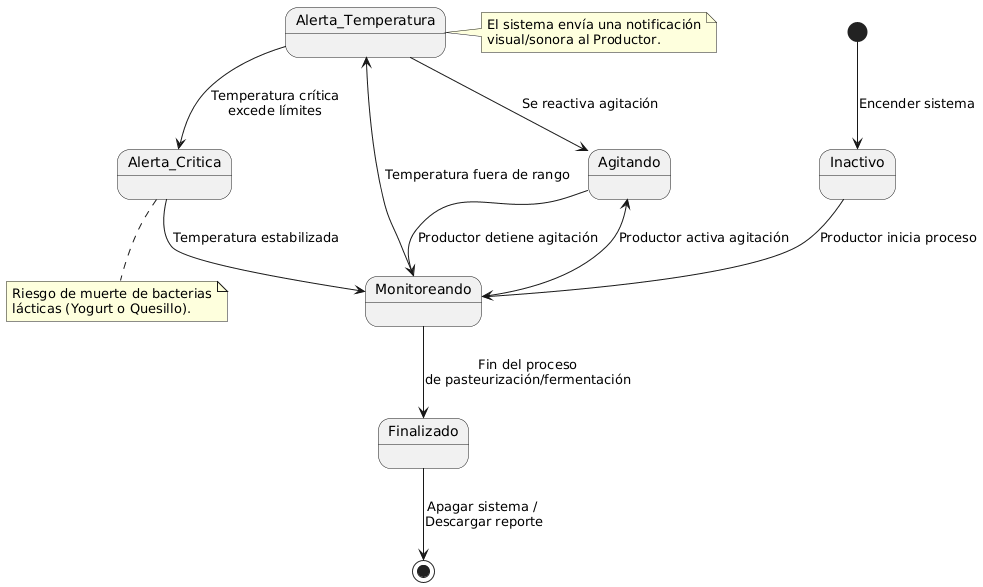 Alerta_Temperatura
El sistema envía una notificación
visual/sonora al Productor.
Encender sistema
Temperatura crítica
excede límites
Se reactiva agitación
Alerta_Critica
Temperatura fuera de rango
Agitando
Inactivo
Temperatura estabilizada
Productor detiene agitación
Productor activa agitación
Productor inicia proceso
Riesgo de muerte de bacterias
lácticas (Yogurt o Quesillo).
Monitoreando
Fin del proceso
de pasteurización/fermentación
Finalizado
Apagar sistema /
Descargar reporte